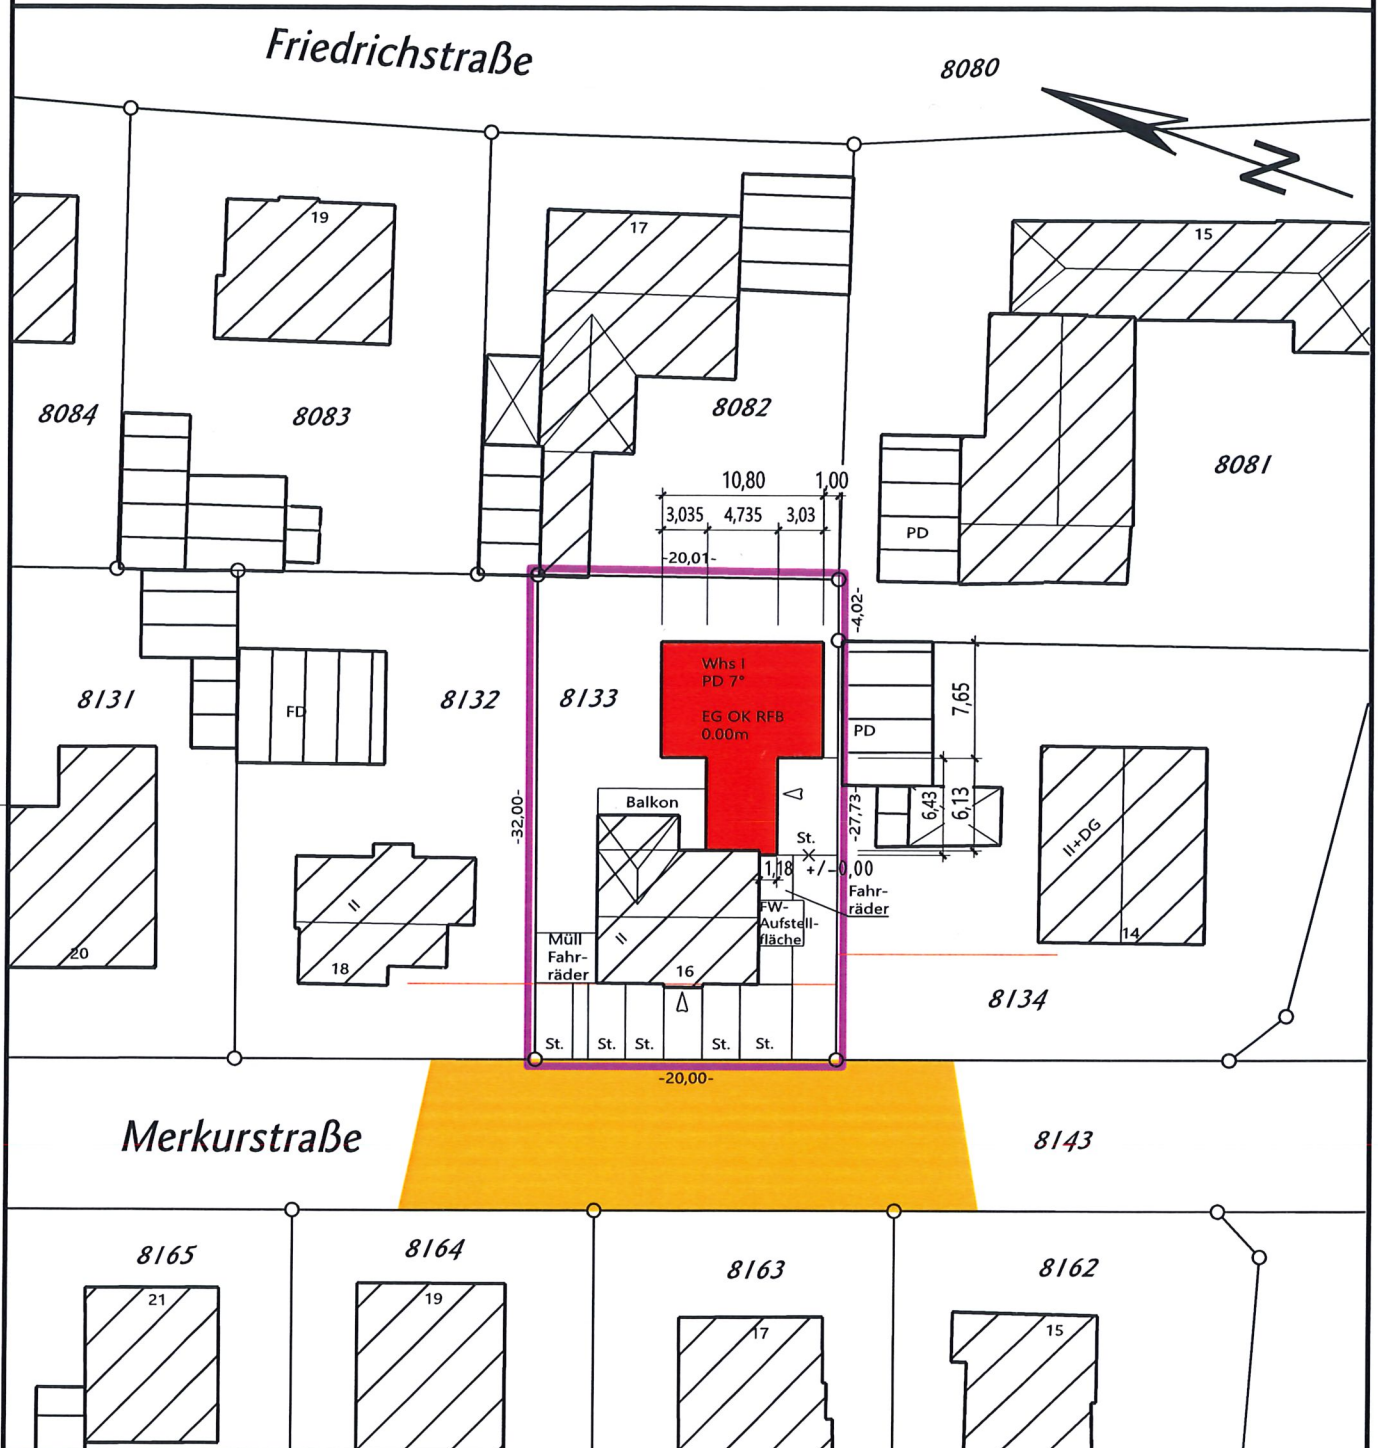 Friedrichstraße
8080
N
19
17
15
8084
8083
8082
8081
10,80
1,00
3,035
4,735
3,03
-20,01-
PD
-4,02-
8131
8132
8133
FD
Whs I
PD 7°
EG OK RFB
0.00m
PD
7,65
Balkon
-32,00-
-27,73-
6,43
6,13
St.
1,18
+/-0,00
II+DG
Fahr-
räder
FW-
Aufstell-
fläche
II
II
Müll
Fahr-
räder
20
18
16
14
8134
St.
St.
St.
St.
St.
-20,00-
Merkurstraße
8143
8165
8164
8163
8162
21
19
17
15